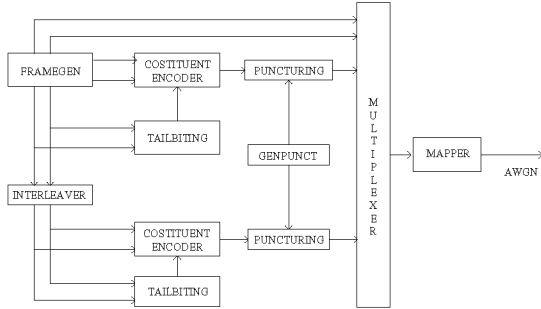 FRAMEGEN
COSTITUENT
ENCODER
PUNCTURING
TAILBITING
GENPUNCT
INTERLEAVER
COSTITUENT
ENCODER
PUNCTURING
TAILBITING
MULTIPLEXER
MAPPER
AWGN